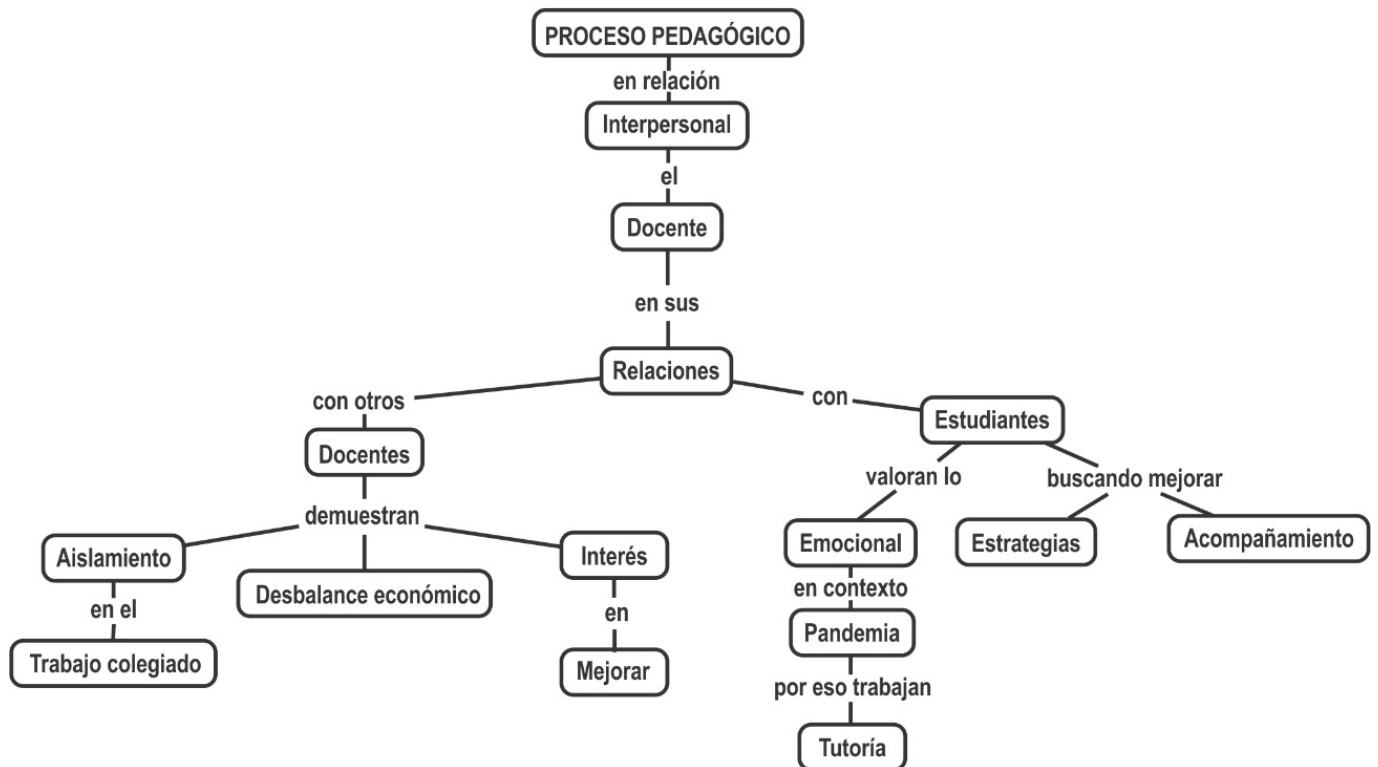 PROCESO PEDAGÓGICO
en relación
Interpersonal
el
Docente
en sus
Relaciones
con otros
con
Docentes
Estudiantes
demuestran
valoran lo
buscando mejorar
Aislamiento
Desbalance económico
Interés
Emocional
Estrategias
Acompañamiento
en el
en
en contexto
Trabajo colegiado
Mejorar
Pandemia
por eso trabajan
Tutoría